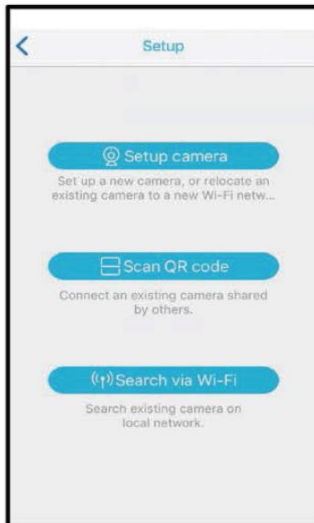 Setup
Setup camera
Set up a new camera, or relocate an
existing camera to a new Wi-Fi netw...
Scan QR code
Connect an existing camera shared
by others.
Search via Wi-Fi
Search existing camera on
local network.